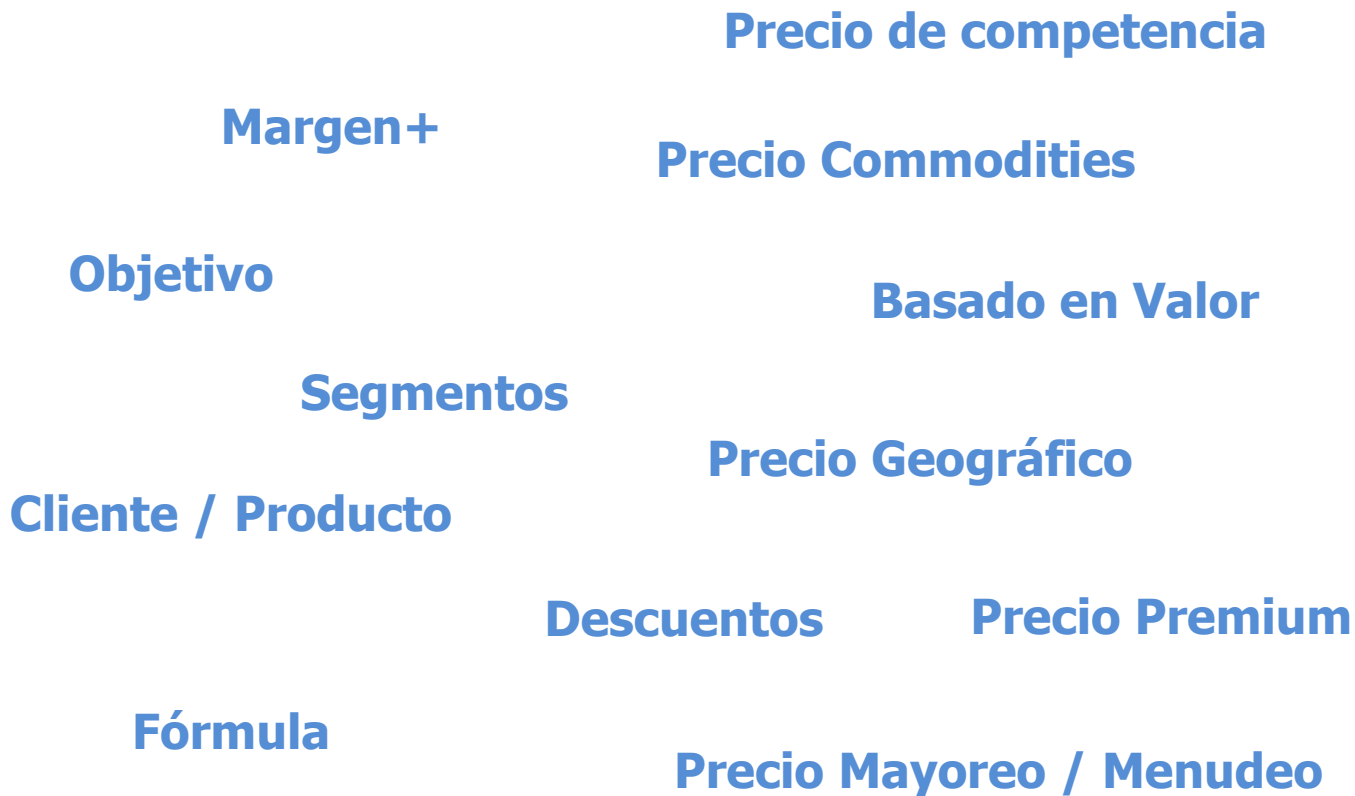 Precio de competencia
Margen+
Precio Commodities
Objetivo
Basado en Valor
Segmentos
Precio Geográfico
Cliente / Producto
Descuentos
Precio Premium
Fórmula
Precio Mayoreo / Menudeo